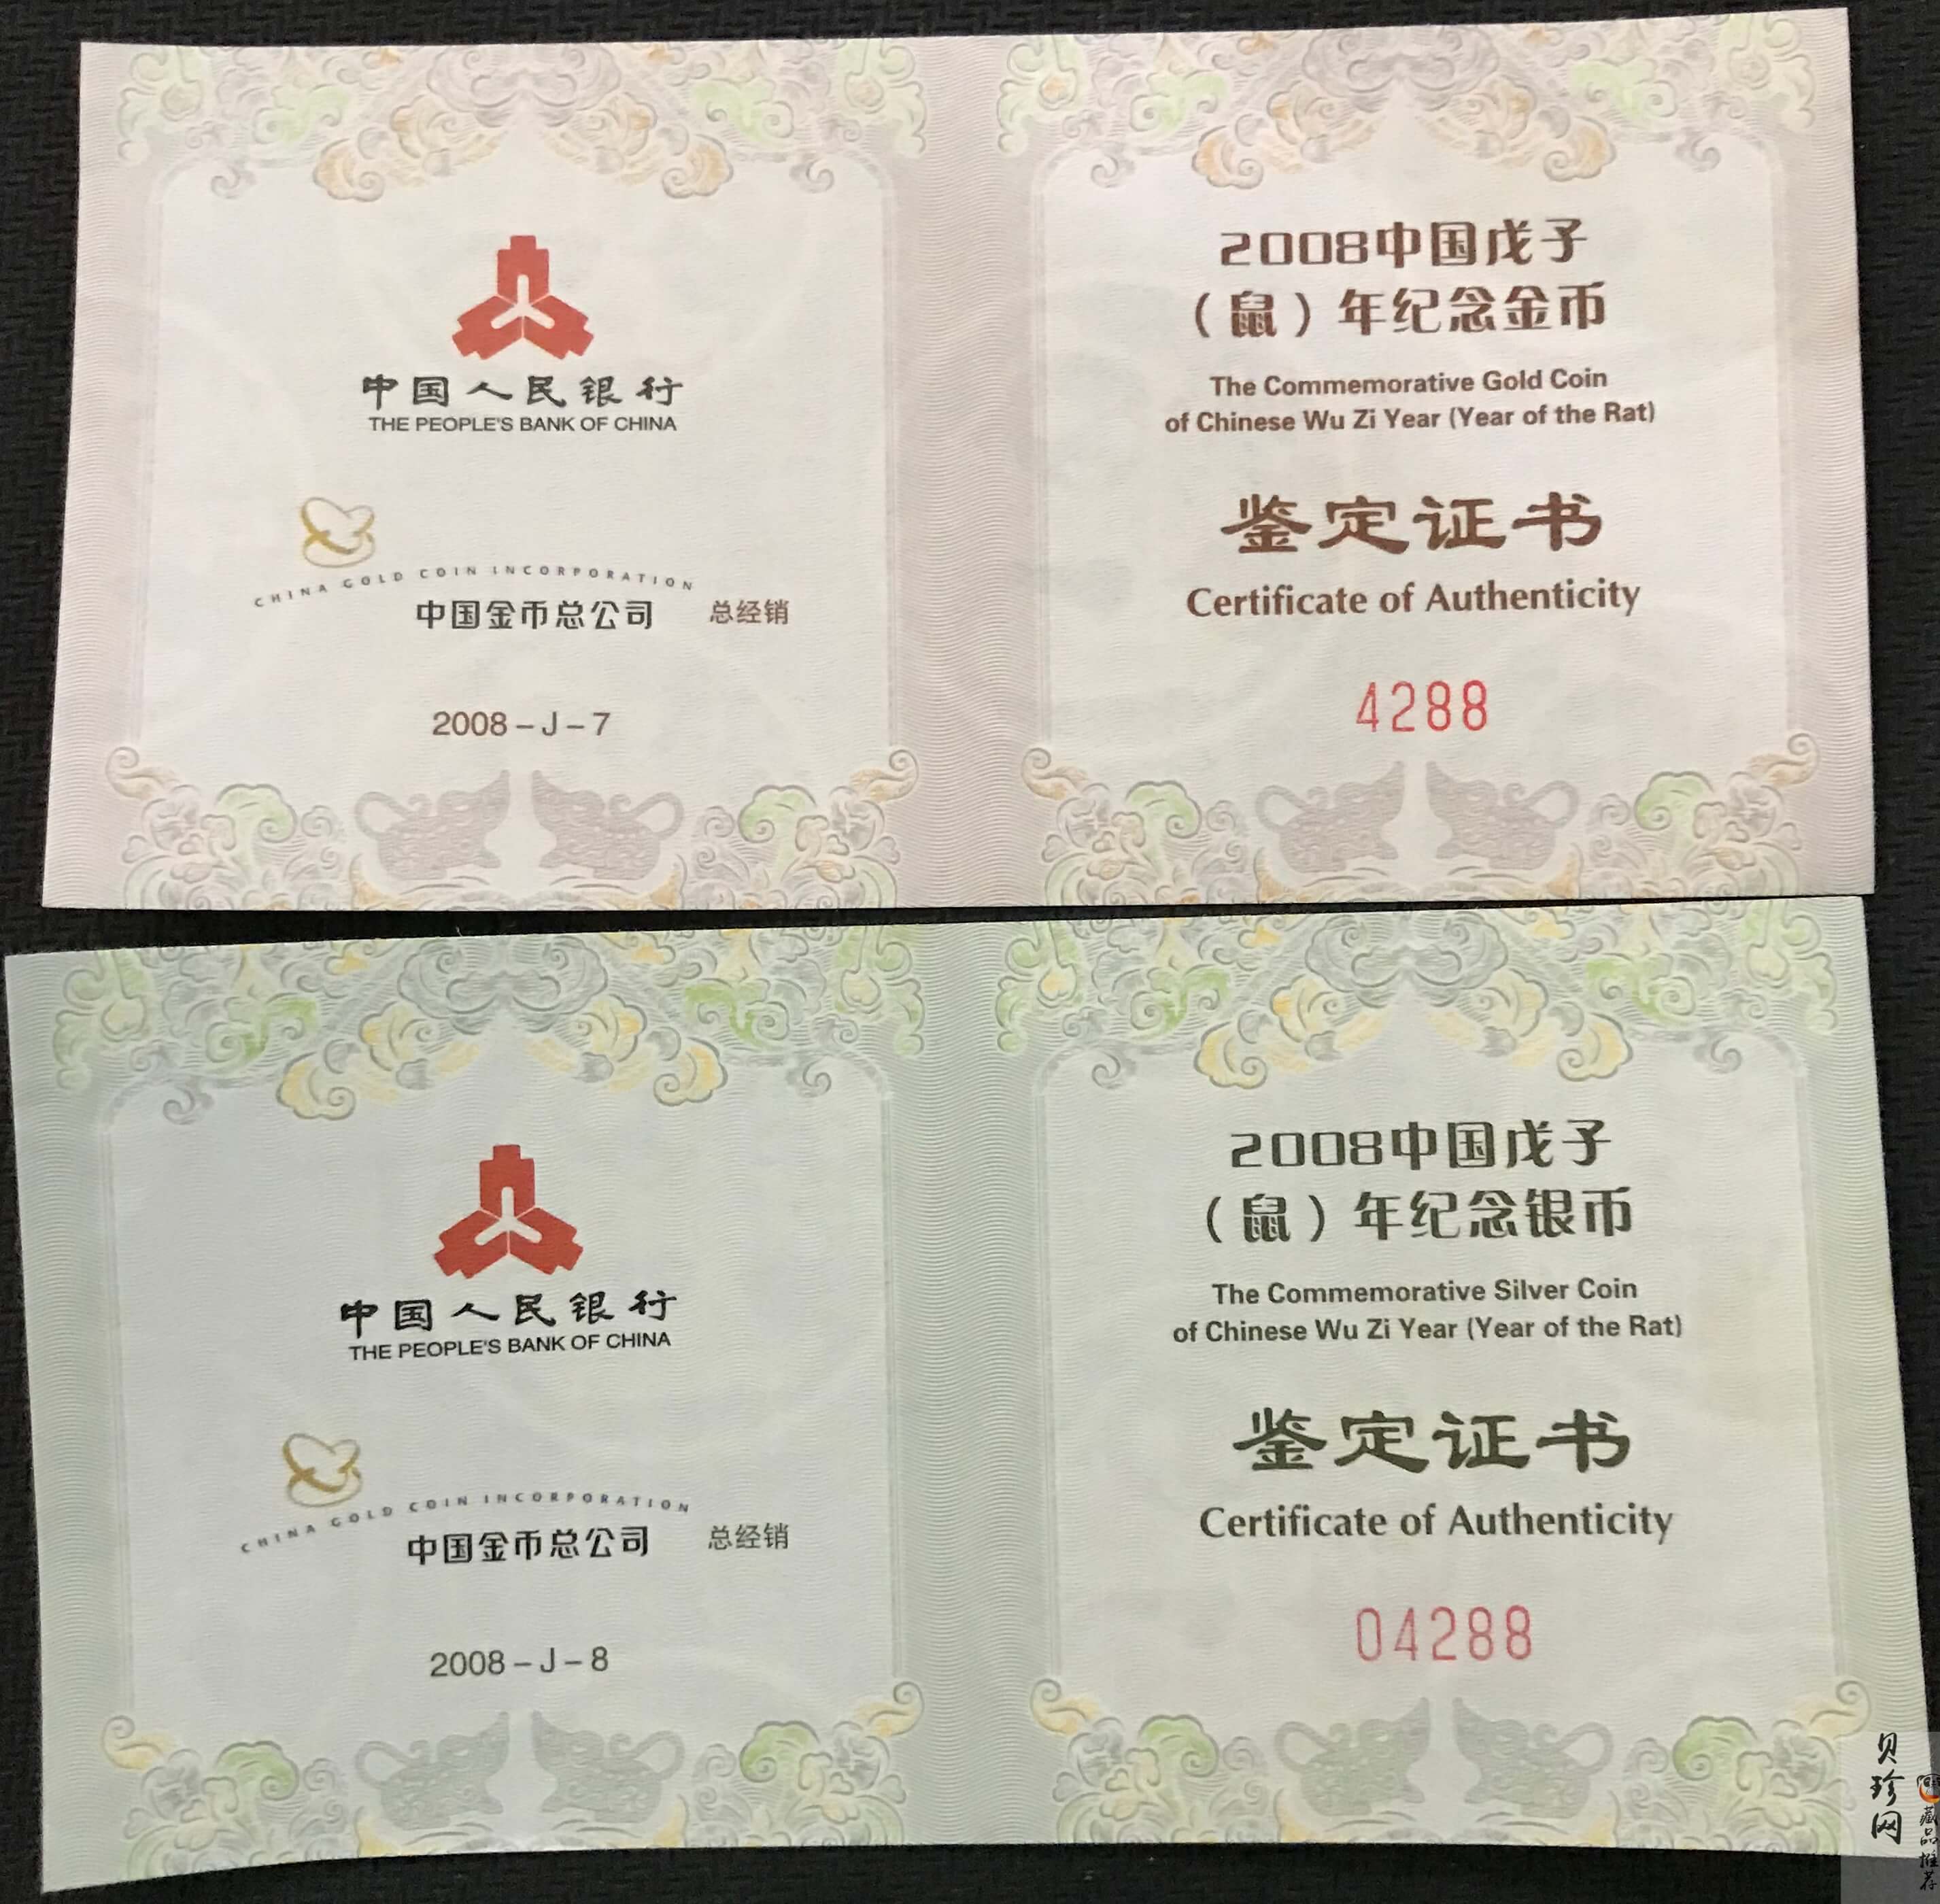 中国人民银行
THE PEOPLE'S BANK OF CHINA
CHINA GOLD COIN INCORPORATION
中国金币总公司 总经销
2008－J－7
2008中国戊子
（鼠）年纪念金币
The Commemorative Gold Coin
of Chinese Wu Zi Year (Year of the Rat)
鉴定证书
Certificate of Authenticity
4288
中国人民银行
THE PEOPLE'S BANK OF CHINA
CHINA GOLD COIN INCORPORATION
中国金币总公司 总经销
2008－J－8
2008中国戊子
（鼠）年纪念银币
The Commemorative Silver Coin
of Chinese Wu Zi Year (Year of the Rat)
鉴定证书
Certificate of Authenticity
04288
贝珍网
藏品推荐